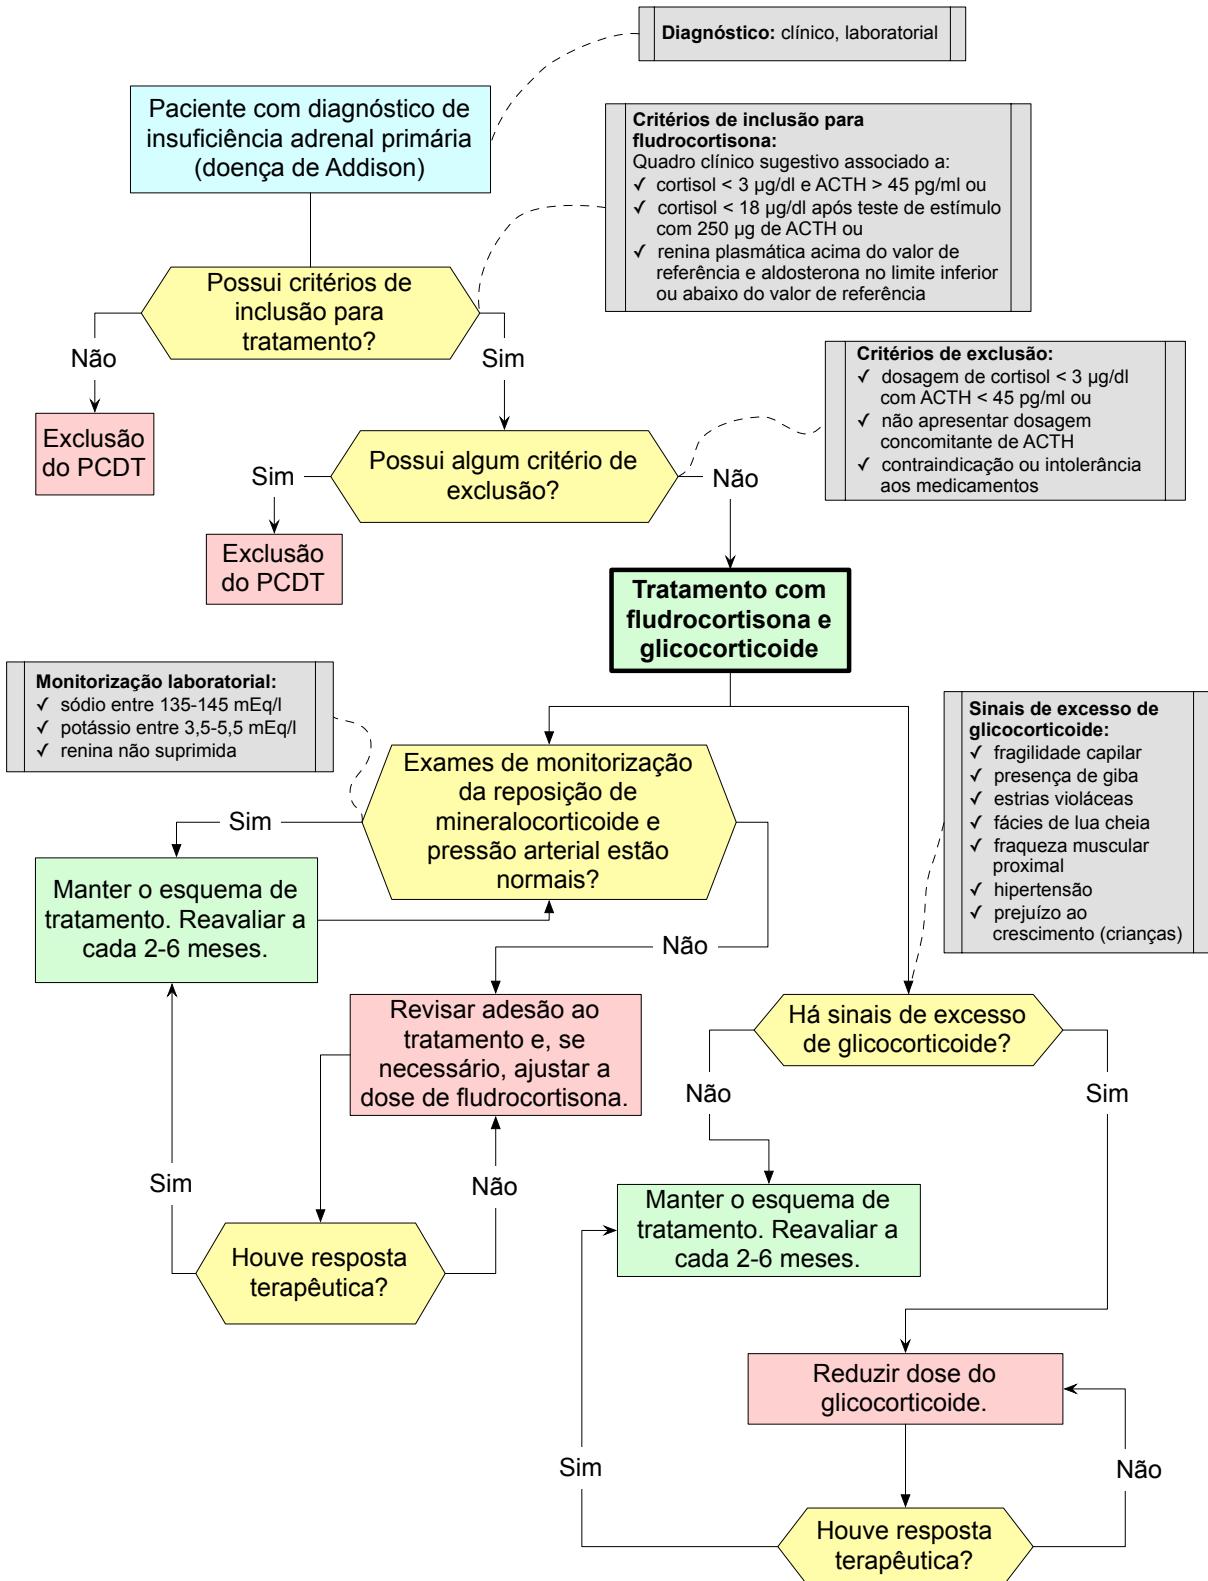 Diagnóstico: clínico, laboratorial
Paciente com diagnóstico de
insuficiência adrenal primária
(doença de Addison)
Critérios de inclusão para
fludrocortisona:
Quadro clínico sugestivo associado a:
✓ cortisol < 3 µg/dl e ACTH > 45 pg/ml ou
✓ cortisol < 18 µg/dl após teste de estímulo
com 250 µg de ACTH ou
✓ renina plasmática acima do valor de
referência e aldosterona no limite inferior
ou abaixo do valor de referência
Possui critérios de
inclusão para
tratamento?
Não
Sim
Critérios de exclusão:
✓ dosagem de cortisol < 3 µg/dl
com ACTH < 45 pg/ml ou
✓ não apresentar dosagem
concomitante de ACTH
✓ contraindicação ou intolerância
aos medicamentos
Exclusão
do PCDT
Possui algum critério de
exclusão?
Sim
Não
Exclusão
do PCDT
Tratamento com
fludrocortisona e
glicocorticoide
Monitorização laboratorial:
✓ sódio entre 135-145 mEq/l
✓ potássio entre 3,5-5,5 mEq/l
✓ renina não suprimida
Sinais de excesso de
glicocorticoide:
✓ fragilidade capilar
✓ presença de giba
✓ estrias violáceas
✓ fácies de lua cheia
✓ fraqueza muscular
proximal
✓ hipertensão
✓ prejuízo ao
crescimento (crianças)
Exames de monitorização
da reposição de
mineralocorticoide e
pressão arterial estão
normais?
Sim
Manter o esquema de
tratamento. Reavaliar a
cada 2-6 meses.
Não
Revisar adesão ao
tratamento e, se
necessário, ajustar a
dose de fludrocortisona.
Há sinais de excesso
de glicocorticoide?
Não
Sim
Sim
Não
Manter o esquema de
tratamento. Reavaliar a
cada 2-6 meses.
Houve resposta
terapêutica?
Reduzir dose do
glicocorticoide.
Sim
Não
Houve resposta
terapêutica?